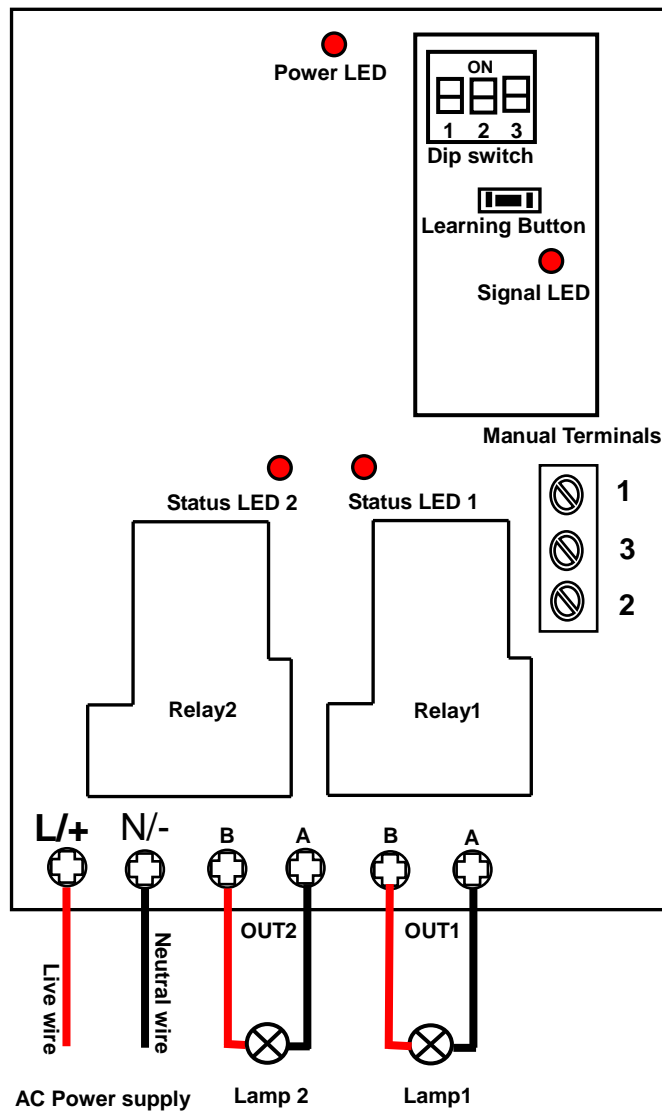 Power LED
ON
1 2 3
Dip switch
Learning Button
Signal LED
Manual Terminals
1
3
2
Status LED 2
Status LED 1
Relay2
Relay1
L/+ N/- B A B A
OUT2
OUT1
Live wire
Neutral wire
AC Power supply
Lamp 2
Lamp1